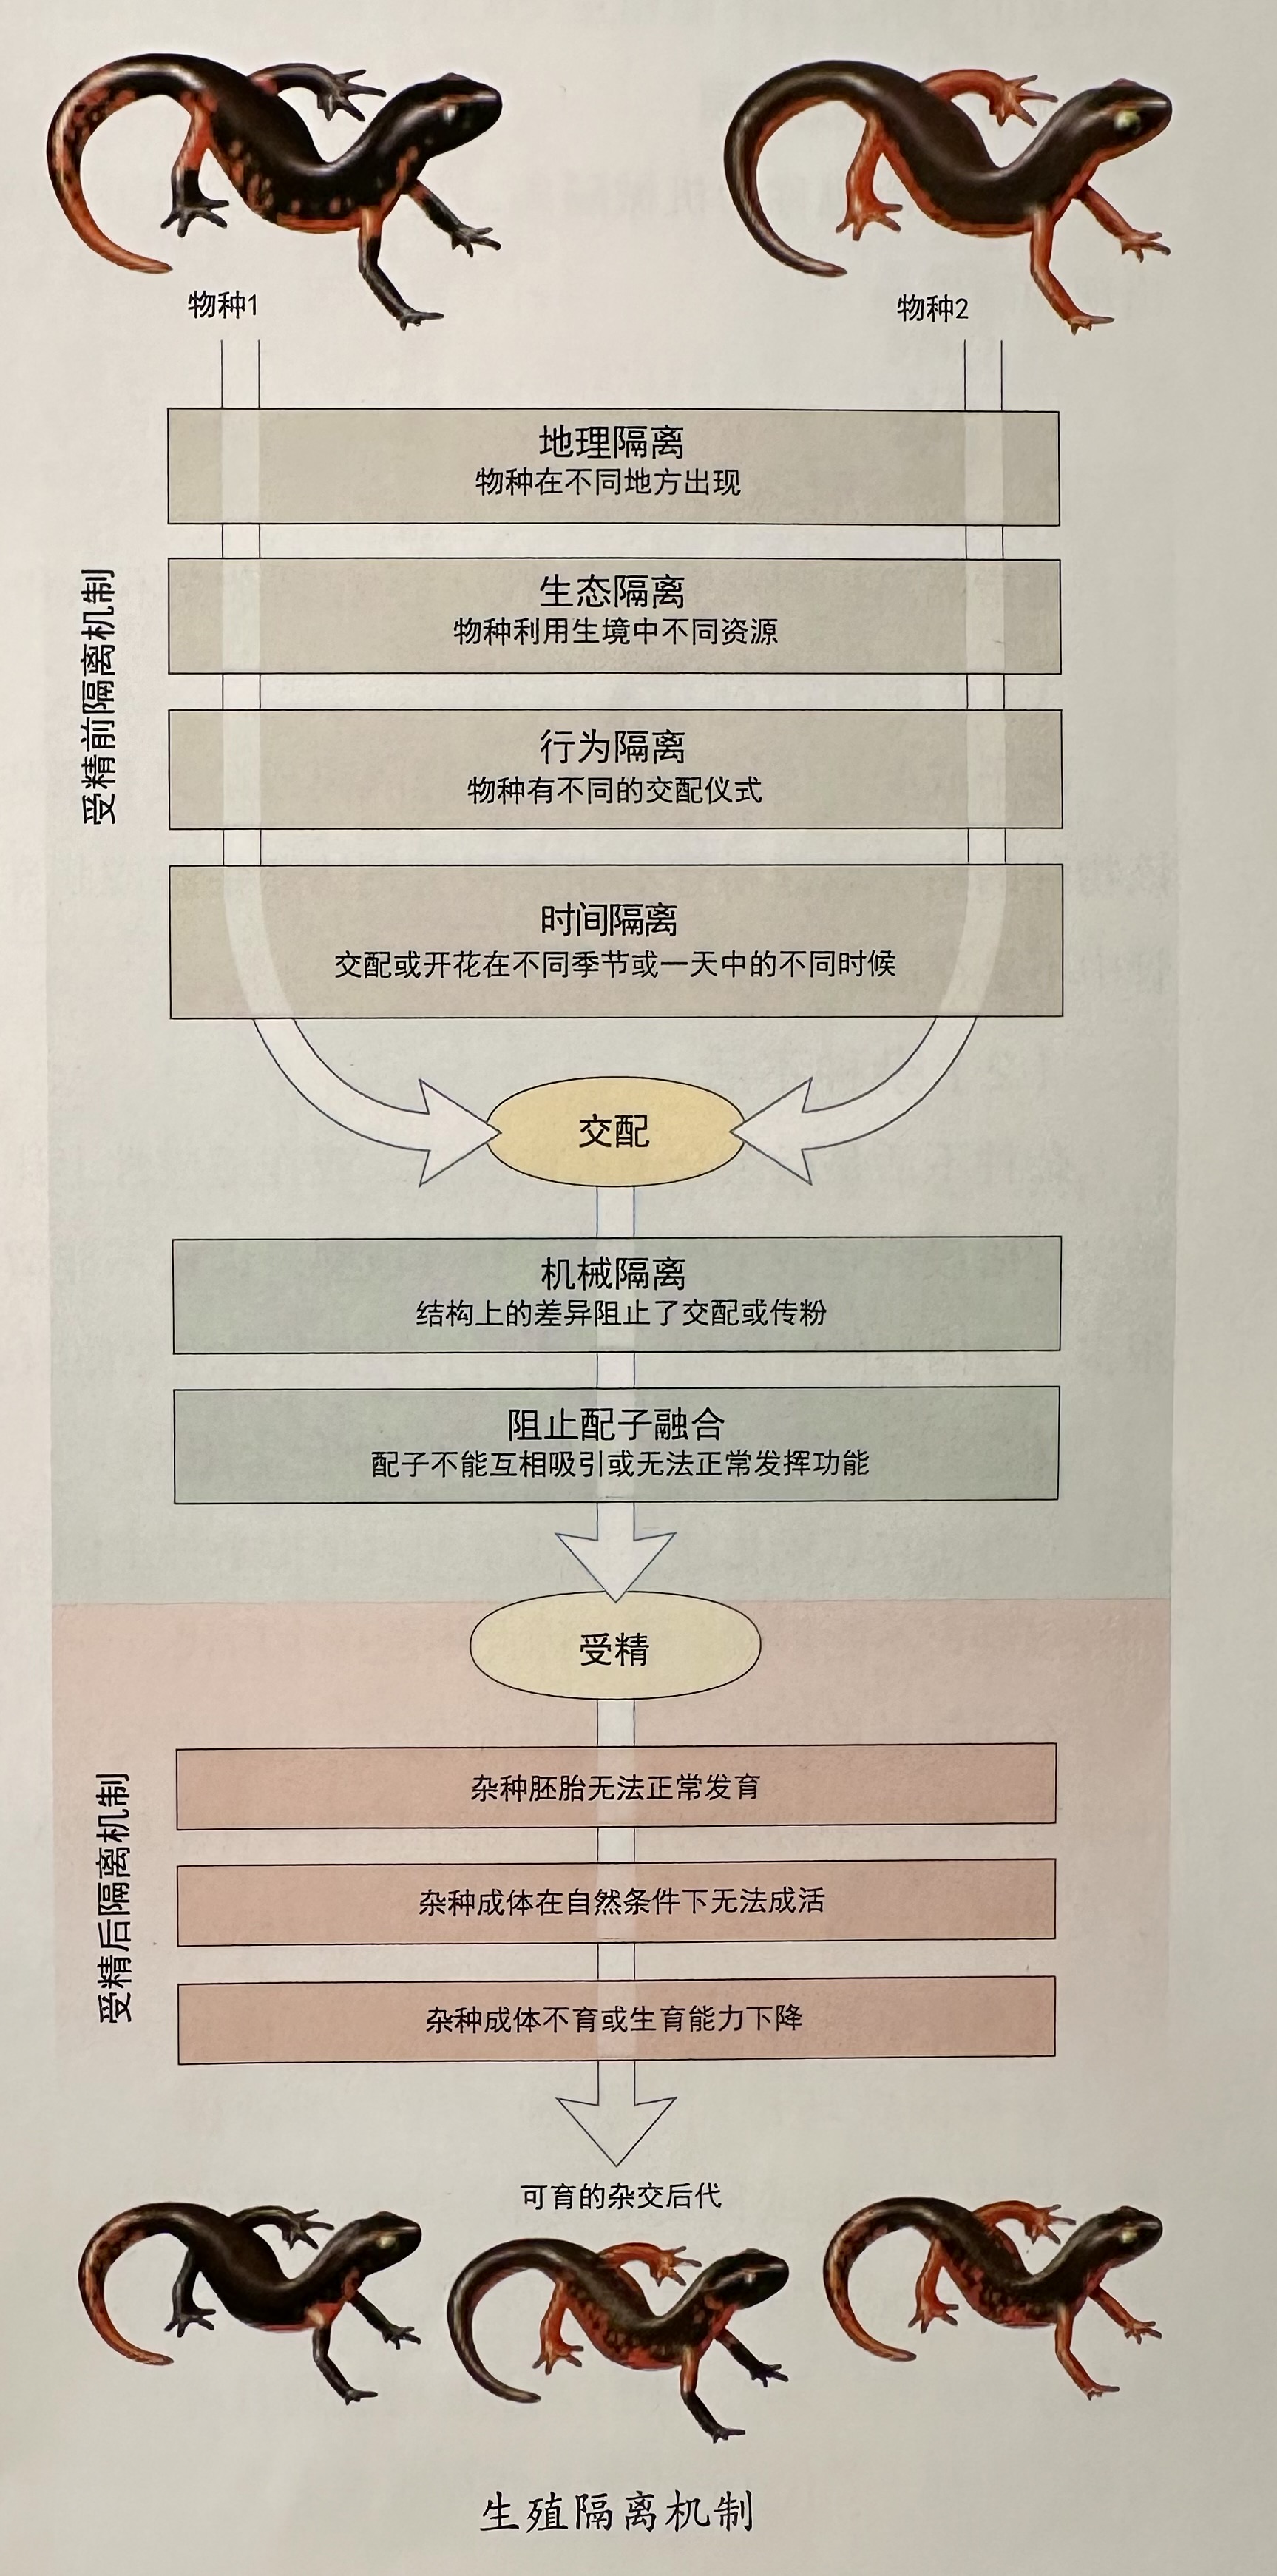 物种1
物种2
受精前隔离机制
地理隔离
物种在不同地方出现
生态隔离
物种利用生境中不同资源
行为隔离
物种有不同的交配仪式
时间隔离
交配或开花在不同季节或一天中的不同时候
交配
机械隔离
结构上的差异阻止了交配或传粉
阻止配子融合
配子不能互相吸引或无法正常发挥功能
受精
受精后隔离机制
杂种胚胎无法正常发育
杂种成体在自然条件下无法成活
杂种成体不育或生育能力下降
可育的杂交后代
生殖隔离机制